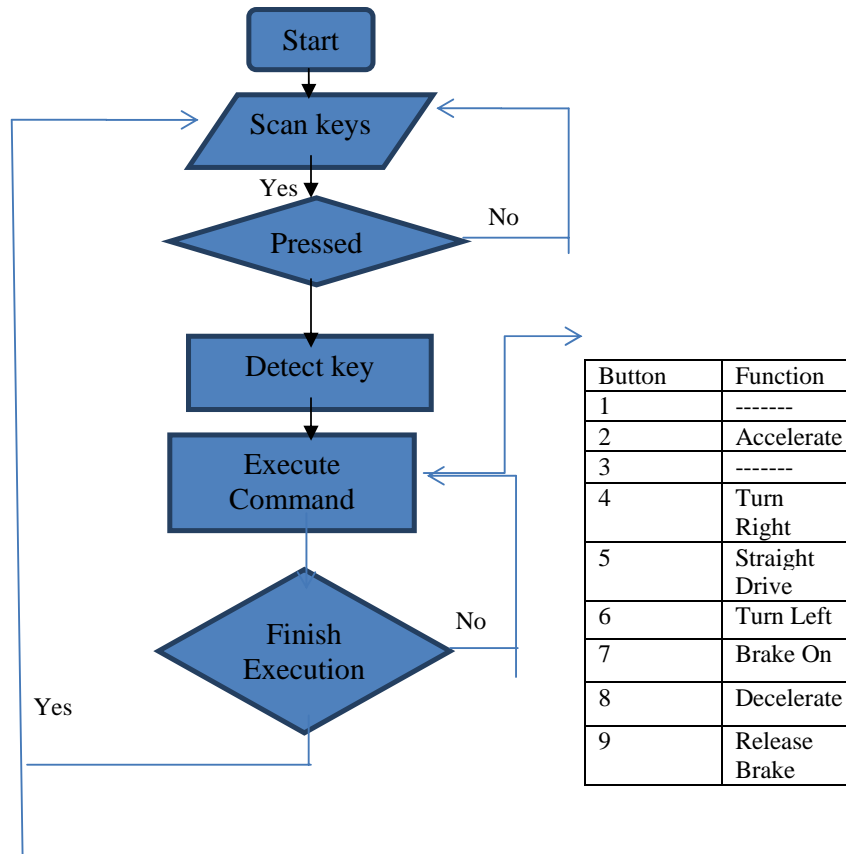 Start
Scan keys
Yes
Pressed
No
Detect key
Execute
Command
Finish
Execution
No
Yes
Button Function
1 -------
2 Accelerate
3 -------
4 Turn
Right
5 Straight
Drive
6 Turn Left
7 Brake On
8 Decelerate
9 Release
Brake